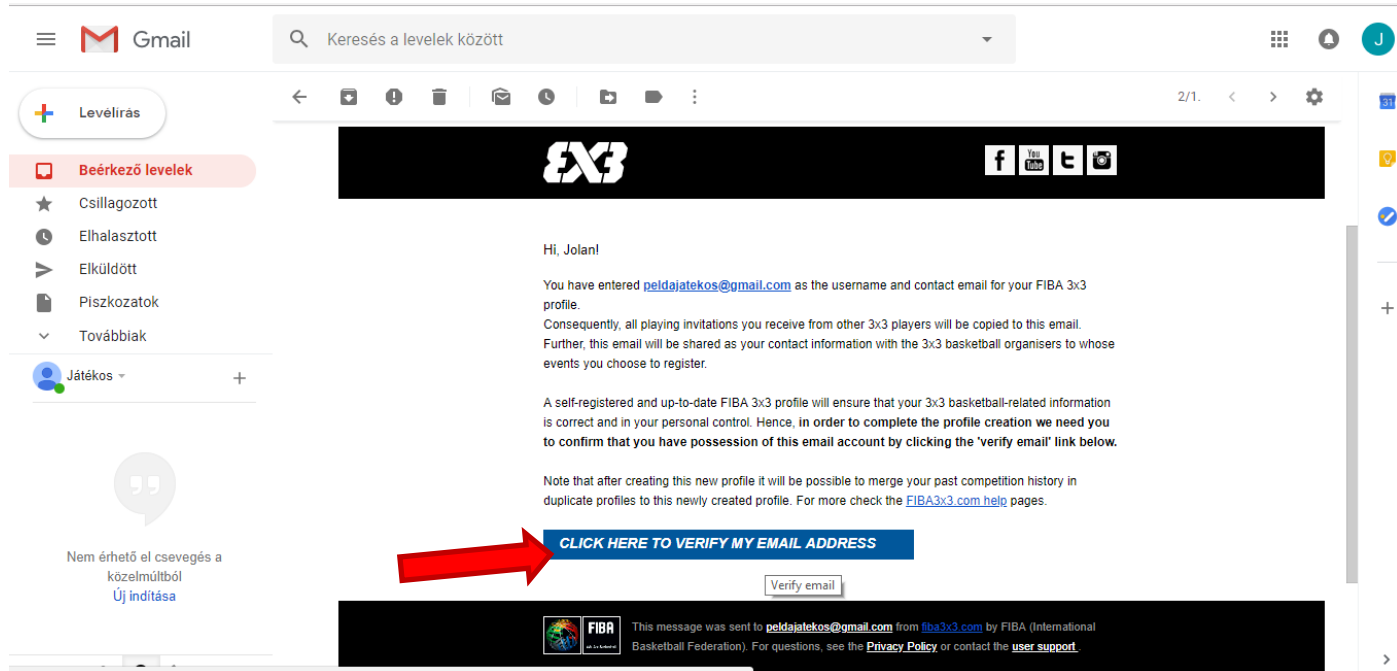 Gmail
Keresés a levelek között
J
Levélírás
2/1.
31
Beérkező levelek
Csillagozott
Elhalasztott
Elküldött
Piszkozatok
Továbbiak
Játékos
Nem érhető el csevegés a
közelmúltból
Új indítása
3X3
f
You
Tube
t
Hi, Jolan!
You have entered peldajatekos@gmail.com as the username and contact email for your FIBA 3x3
profile.
Consequently, all playing invitations you receive from other 3x3 players will be copied to this email.
Further, this email will be shared as your contact information with the 3x3 basketball organisers to whose
events you choose to register.
A self-registered and up-to-date FIBA 3x3 profile will ensure that your 3x3 basketball-related information
is correct and in your personal control. Hence, in order to complete the profile creation we need you
to confirm that you have possession of this email account by clicking the 'verify email' link below.
Note that after creating this new profile it will be possible to merge your past competition history in
duplicate profiles to this newly created profile. For more check the FIBA3x3.com help pages.
CLICK HERE TO VERIFY MY EMAIL ADDRESS
Verify email
FIBA
This message was sent to peldajatekos@gmail.com from fiba3x3.com by FIBA (International
Basketball Federation). For questions, see the Privacy Policy or contact the user support .